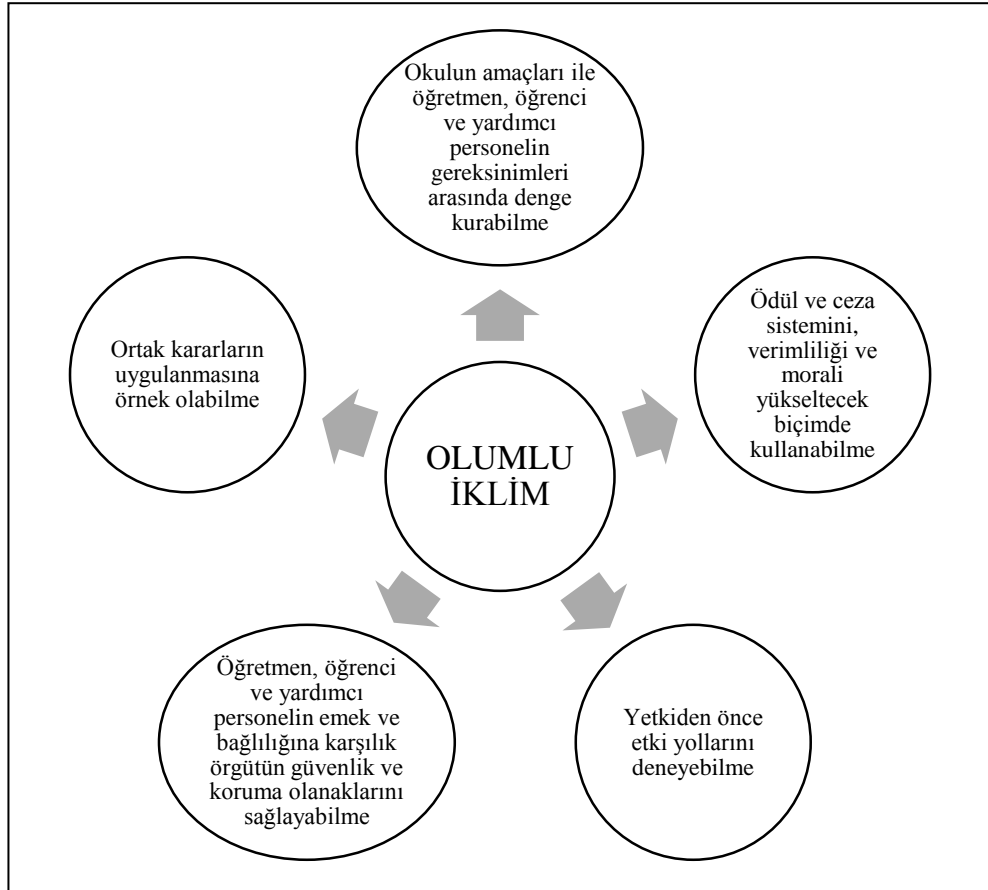 Okulun amaçları ile
öğretmen, öğrenci
ve yardımcı
personelin
gereksinimleri
arasında denge
kurabilme
Ödül ve ceza
sistemini,
verimliliği ve
morali
yükseltecek
biçimde
kullanabilme
Ortak kararların
uygulanmasına
örnek olabilme
OLUMLU
İKLİM
Öğretmen, öğrenci
ve yardımcı
personelin emek ve
bağlılığına karşılık
örgütün güvenlik ve
koruma olanaklarını
sağlayabilme
Yetkiden önce
etki yollarını
deneyebilme